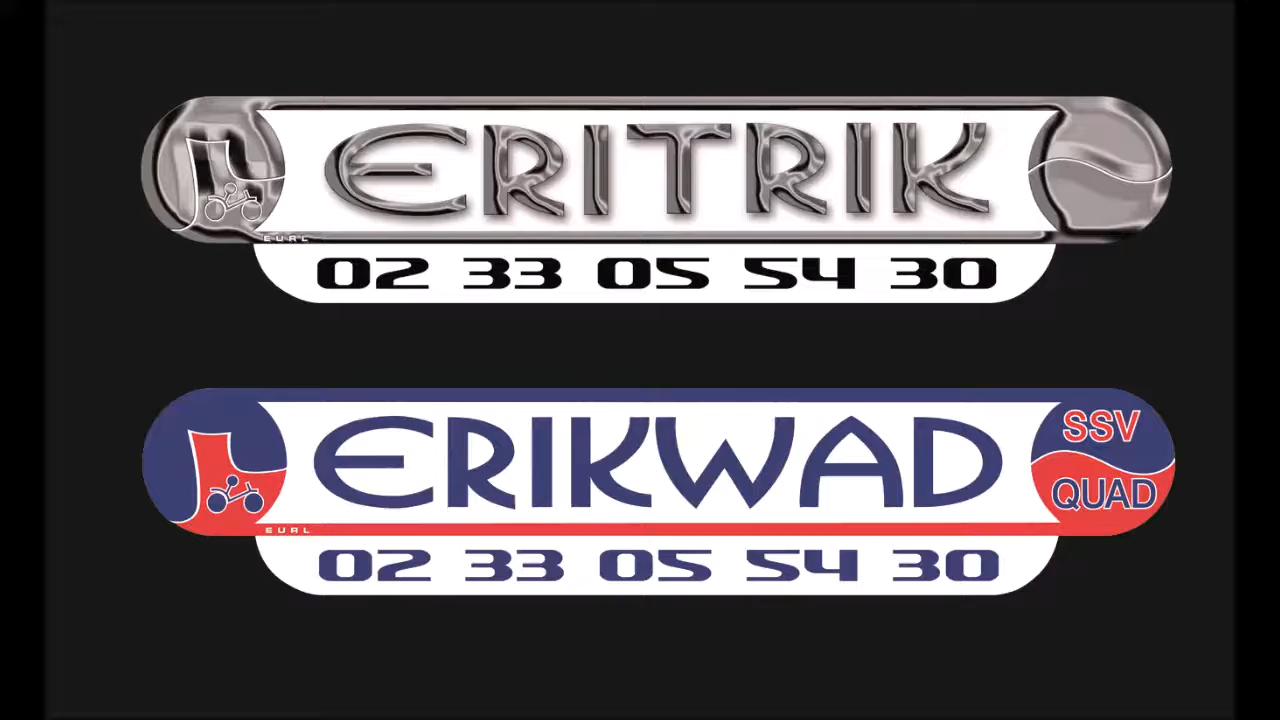 ERITRIK
EURL
02 33 05 54 30
ERIKWAD
SSV
QUAD
EURL
02 33 05 54 30